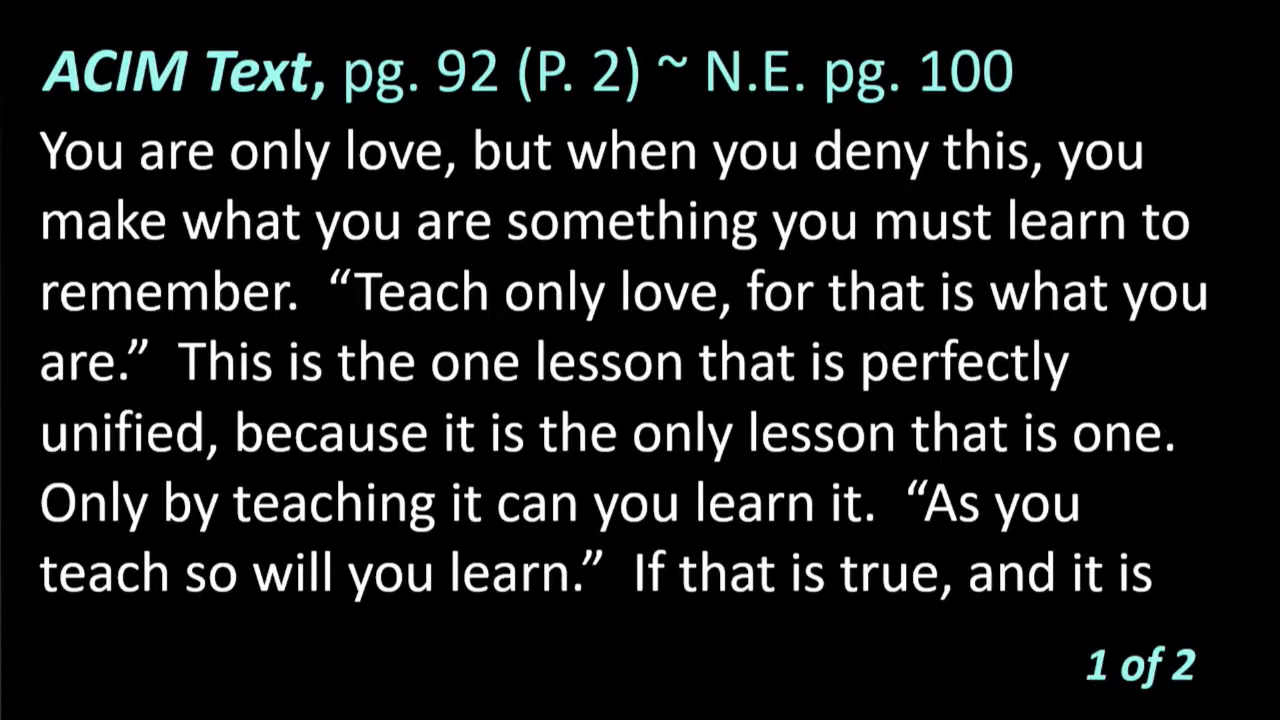 ACIM Text, pg. 92 (P. 2) ~ N.E. pg. 100
You are only love, but when you deny this, you
make what you are something you must learn to
remember.  “Teach only love, for that is what you
are.”  This is the one lesson that is perfectly
unified, because it is the only lesson that is one.
Only by teaching it can you learn it.  “As you
teach so will you learn.”  If that is true, and it is
1 of 2